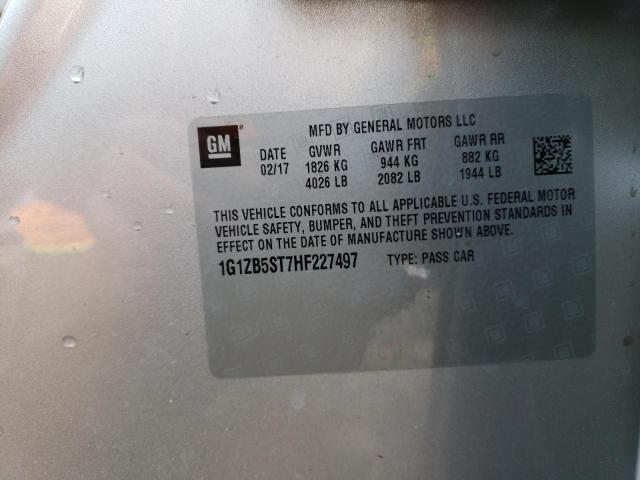 GM ®
MFD BY GENERAL MOTORS LLC
DATE GVWR GAWR FRT GAWR RR
02/17 1826 KG 944 KG 882 KG
4026 LB 2082 LB 1944 LB
THIS VEHICLE CONFORMS TO ALL APPLICABLE U.S. FEDERAL MOTOR
VEHICLE SAFETY, BUMPER, AND THEFT PREVENTION STANDARDS IN
EFFECT ON THE DATE OF MANUFACTURE SHOWN ABOVE.
1G1ZB5ST7HF227497 TYPE: PASS CAR